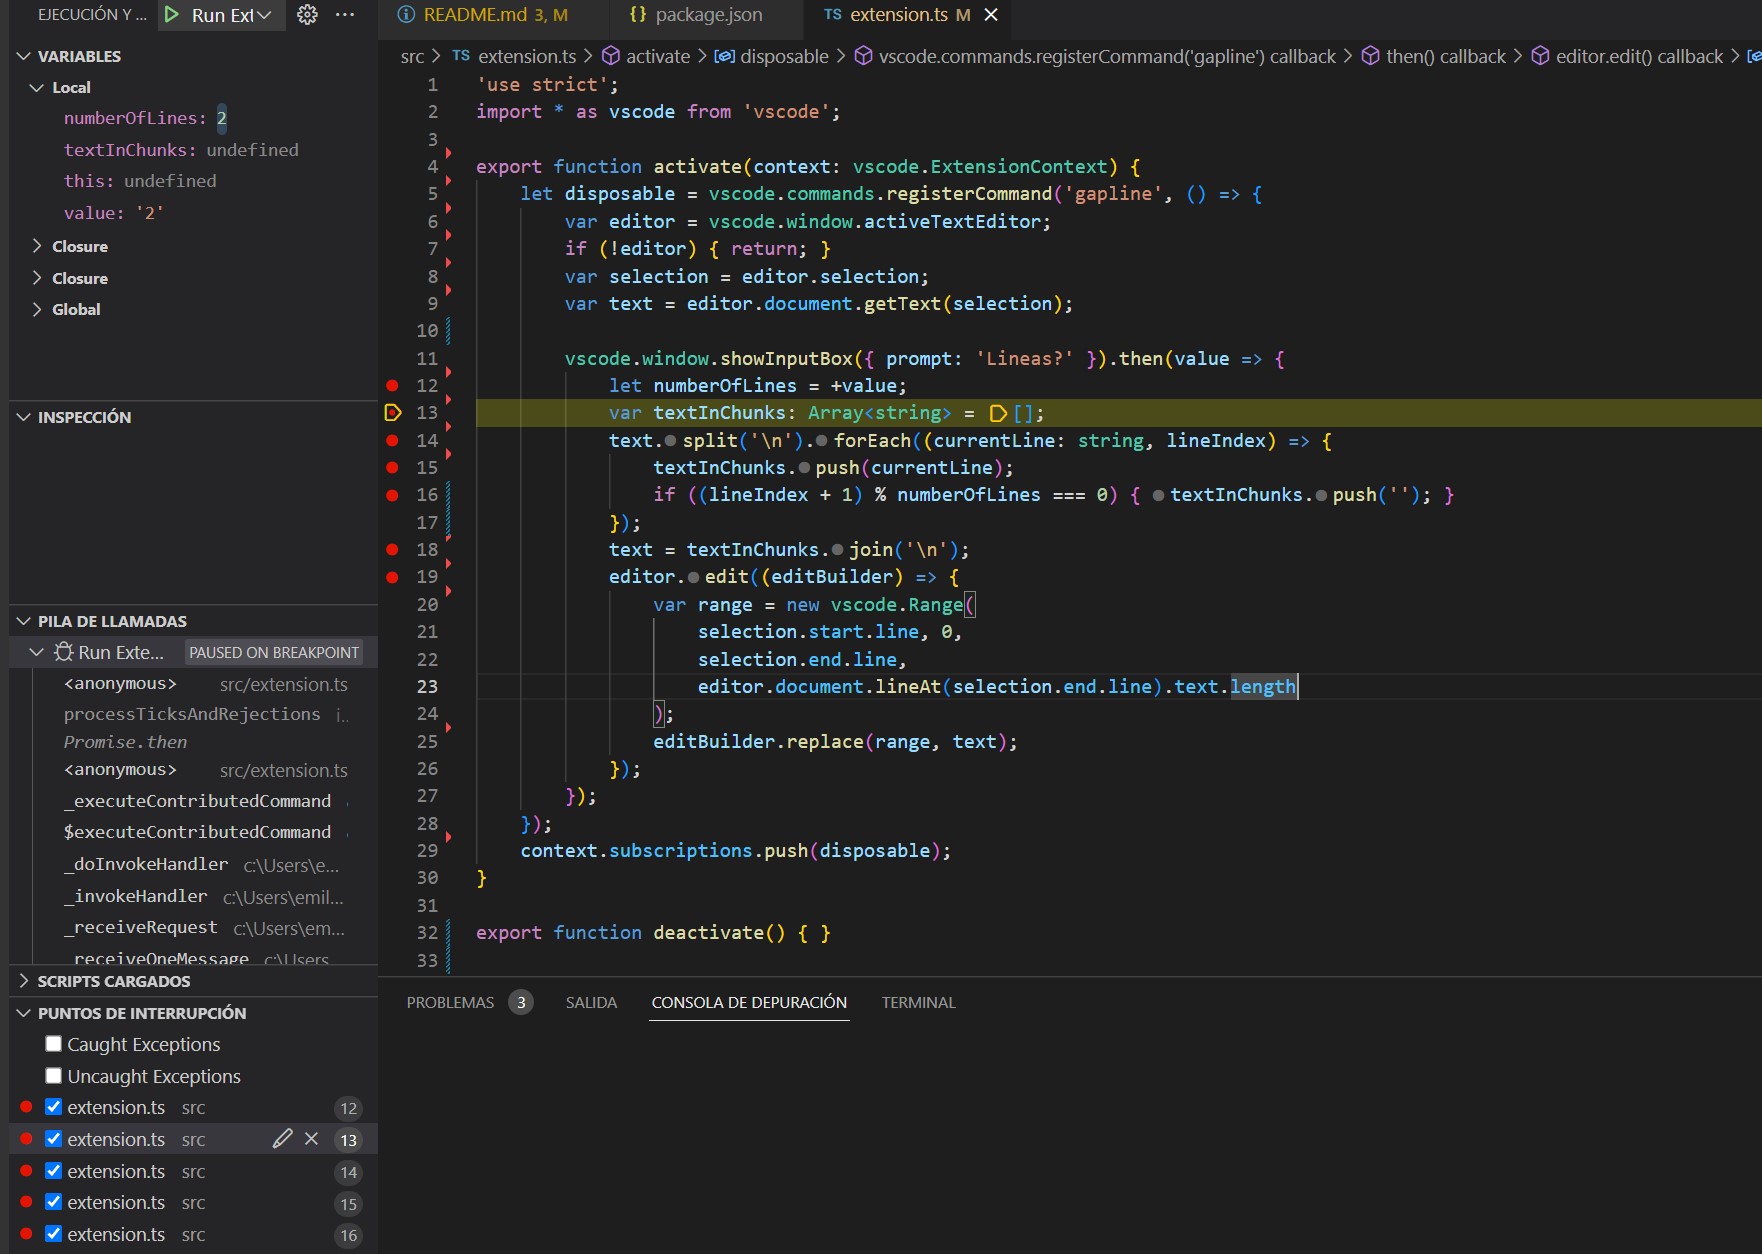 EJECUCIÓN Y ...
Run Ext
VARIABLES
Local
numberOfLines: 2
textInChunks: undefined
this: undefined
value: '2'
Closure
Closure
Global
INSPECCIÓN
PILA DE LLAMADAS
Run Exte... PAUSED ON BREAKPOINT
<anonymous> src/extension.ts
processTicksAndRejections i..
Promise.then
<anonymous> src/extension.ts
_executeContributedCommand
$executeContributedCommand
_doInvokeHandler c:\Users\e...
_invokeHandler c:\Users\emil...
_receiveRequest c:\Users\em...
_receiveOneMessage c:\Users
SCRIPTS CARGADOS
PUNTOS DE INTERRUPCIÓN
Caught Exceptions
Uncaught Exceptions
extension.ts src 12
extension.ts src 13
extension.ts src 14
extension.ts src 15
extension.ts src 16
README.md 3, M
{} package.json
TS extension.ts M
src > TS extension.ts > activate > disposable > vscode.commands.registerCommand('gapline') callback > then() callback > editor.edit() callback >
1 'use strict';
2 import * as vscode from 'vscode';
3
4 export function activate(context: vscode.ExtensionContext) {
5 let disposable = vscode.commands.registerCommand('gapline', () => {
6 var editor = vscode.window.activeTextEditor;
7 if (!editor) { return; }
8 var selection = editor.selection;
9 var text = editor.document.getText(selection);
10
11 vscode.window.showInputBox({ prompt: 'Lineas?' }).then(value => {
12 let numberOfLines = +value;
13 var textInChunks: Array<string> = [];
14 text.split('\n').forEach((currentLine: string, lineIndex) => {
15 textInChunks.push(currentLine);
16 if ((lineIndex + 1) % numberOfLines === 0) { textInChunks.push(''); }
17 });
18 text = textInChunks.join('\n');
19 editor.edit((editBuilder) => {
20 var range = new vscode.Range(
21 selection.start.line, 0,
22 selection.end.line,
23 editor.document.lineAt(selection.end.line).text.length
24 );
25 editBuilder.replace(range, text);
26 });
27 });
28 });
29 context.subscriptions.push(disposable);
30 }
31
32 export function deactivate() { }
33
PROBLEMAS 3 SALIDA CONSOLA DE DEPURACIÓN TERMINAL